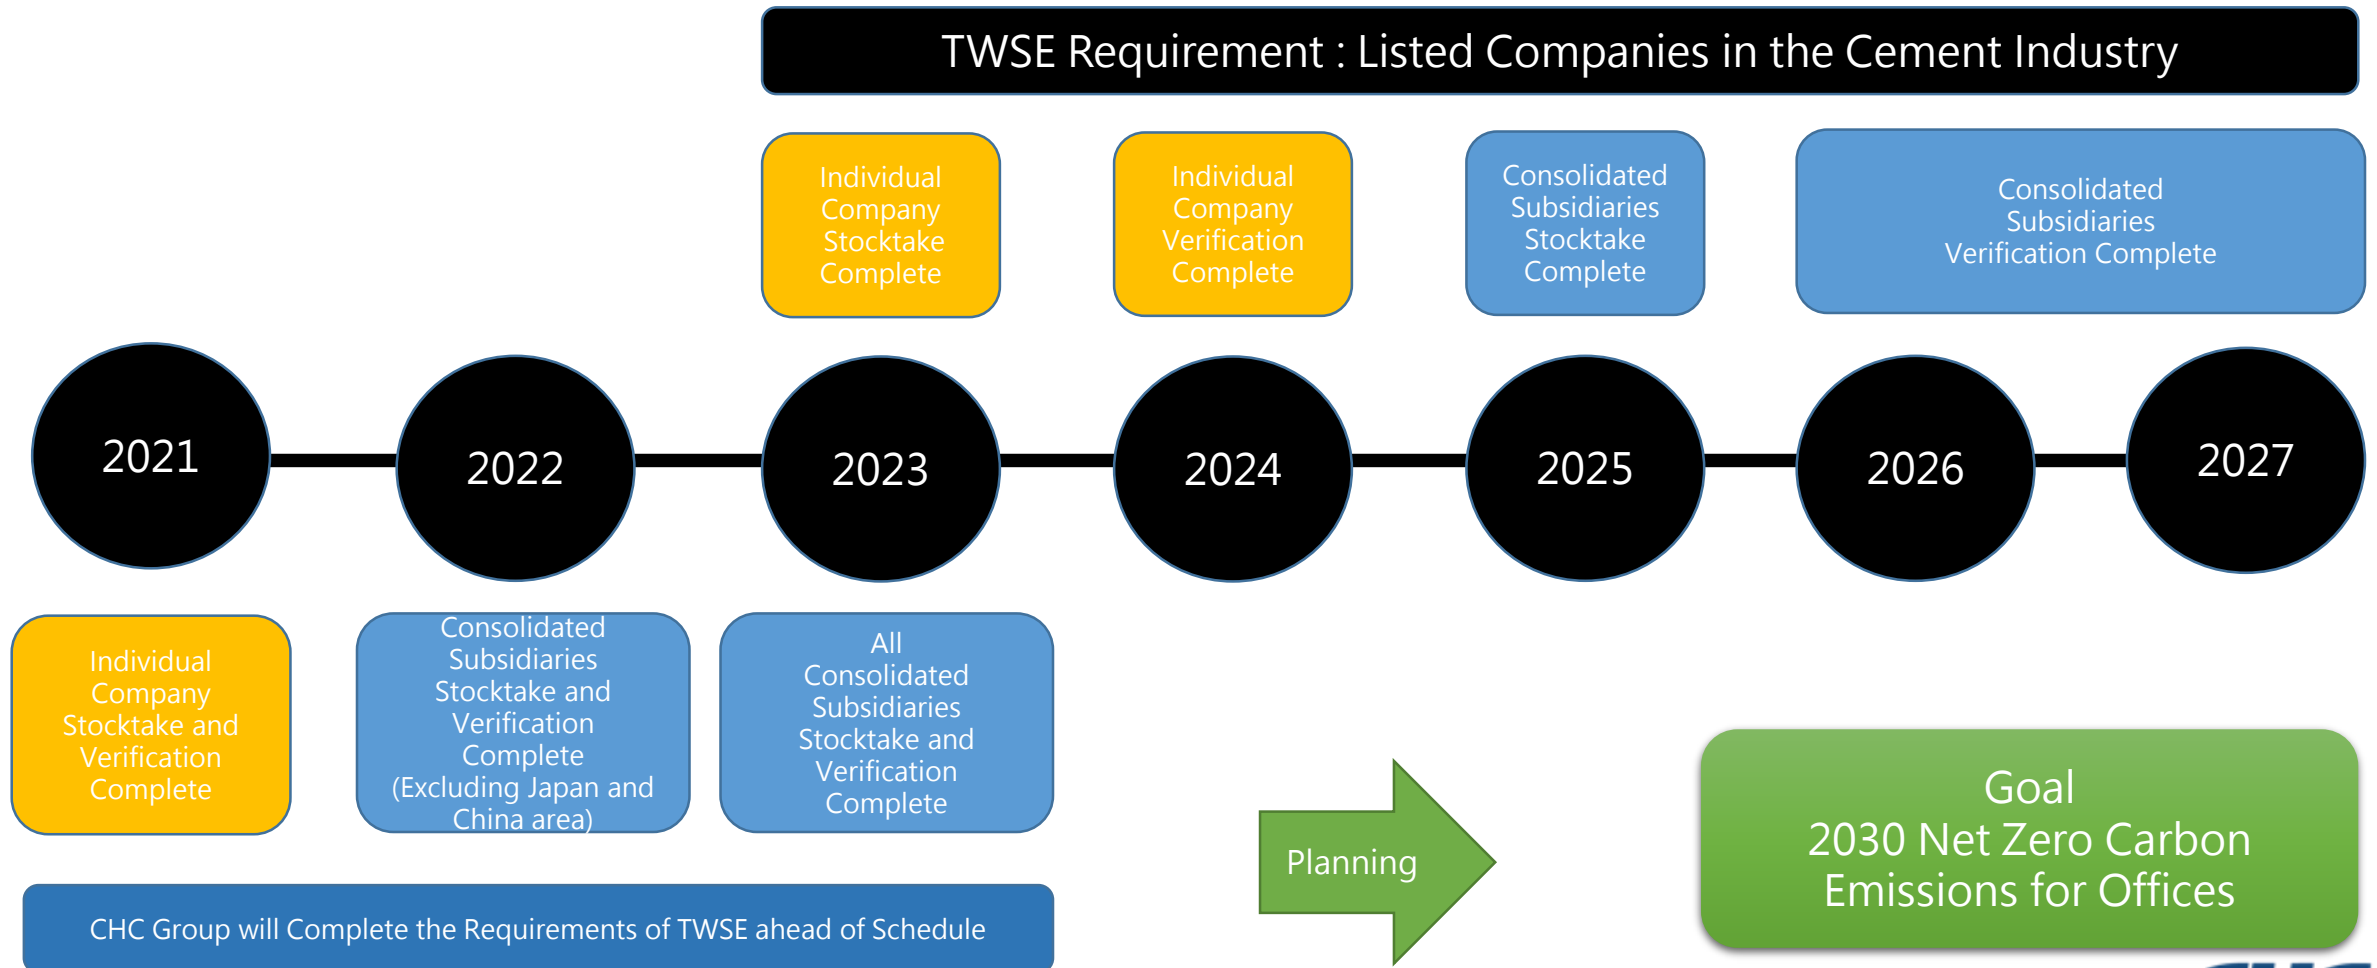 TWSE Requirement : Listed Companies in the Cement Industry
Individual
Company
Stocktake
Complete
Individual
Company
Verification
Complete
Consolidated
Subsidiaries
Stocktake
Complete
Consolidated
Subsidiaries
Verification Complete
2021
2022
2023
2024
2025
2026
2027
Individual
Company
Stocktake and
Verification
Complete
Consolidated
Subsidiaries
Stocktake and
Verification
Complete
(Excluding Japan and
China area)
All
Consolidated
Subsidiaries
Stocktake and
Verification
Complete
Planning
Goal
2030 Net Zero Carbon
Emissions for Offices
CHC Group will Complete the Requirements of TWSE ahead of Schedule